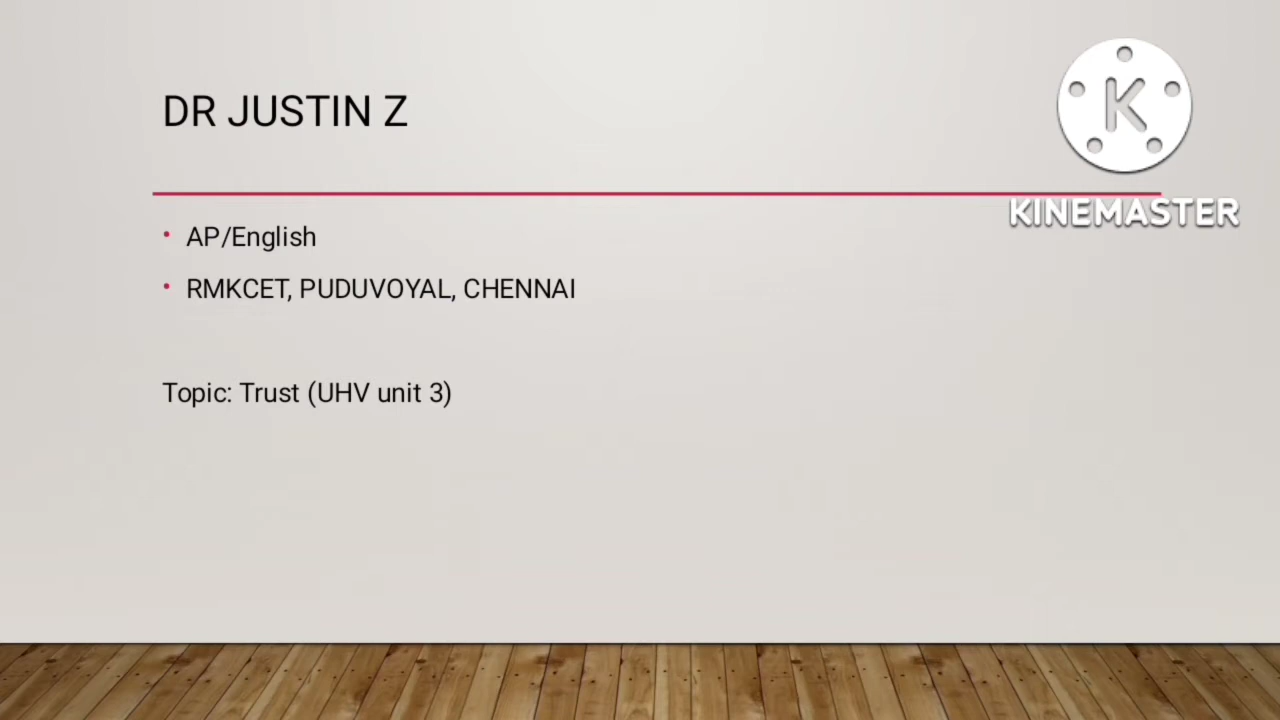 DR JUSTIN Z
K
KINEMASTER
• AP/English
• RMKCET, PUDUVOYAL, CHENNAI
Topic: Trust (UHV unit 3)